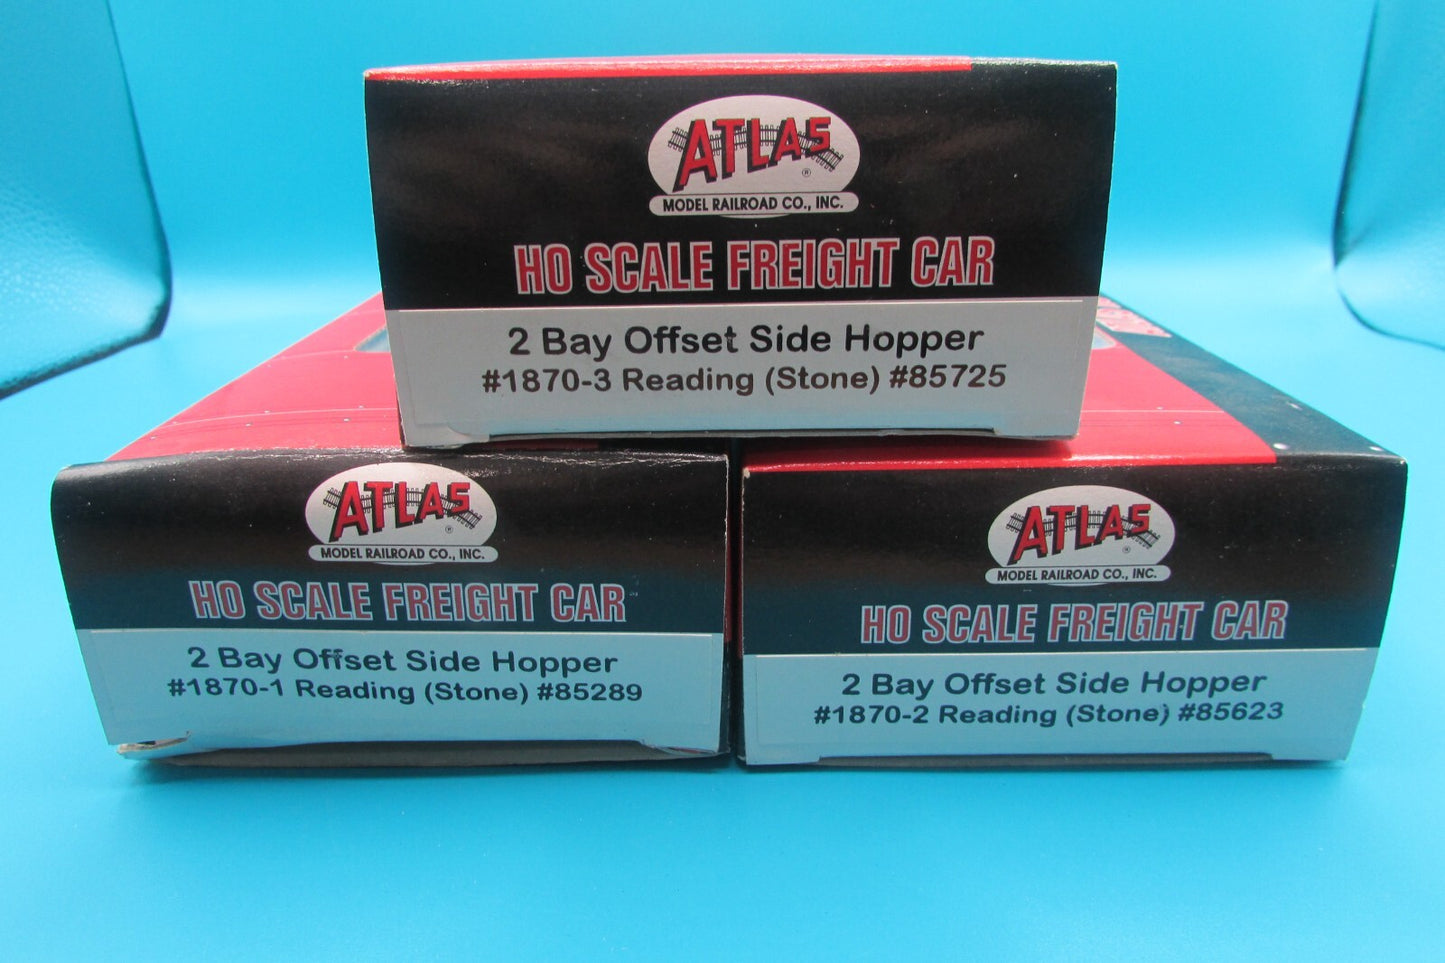 ATLAS
®
MODEL RAILROAD CO., INC.
HO SCALE FREIGHT CAR
2 Bay Offset Side Hopper
#1870-3 Reading (Stone) #85725
ATLAS
®
MODEL RAILROAD CO., INC.
HO SCALE FREIGHT CAR
2 Bay Offset Side Hopper
#1870-1 Reading (Stone) #85289
ATLAS
®
MODEL RAILROAD CO., INC.
HO SCALE FREIGHT CAR
2 Bay Offset Side Hopper
#1870-2 Reading (Stone) #85623